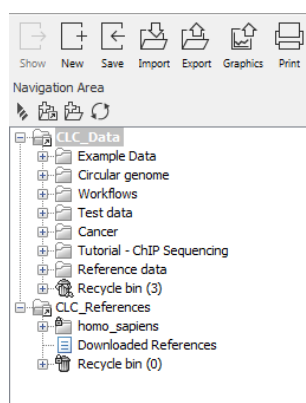 Show New Save Import Export Graphics Print
Navigation Area
CLC_Data
Example Data
Circular genome
Workflows
Test data
Cancer
Tutorial - ChIP Sequencing
Reference data
Recycle bin (3)
CLC_References
homo_sapiens
Downloaded References
Recycle bin (0)